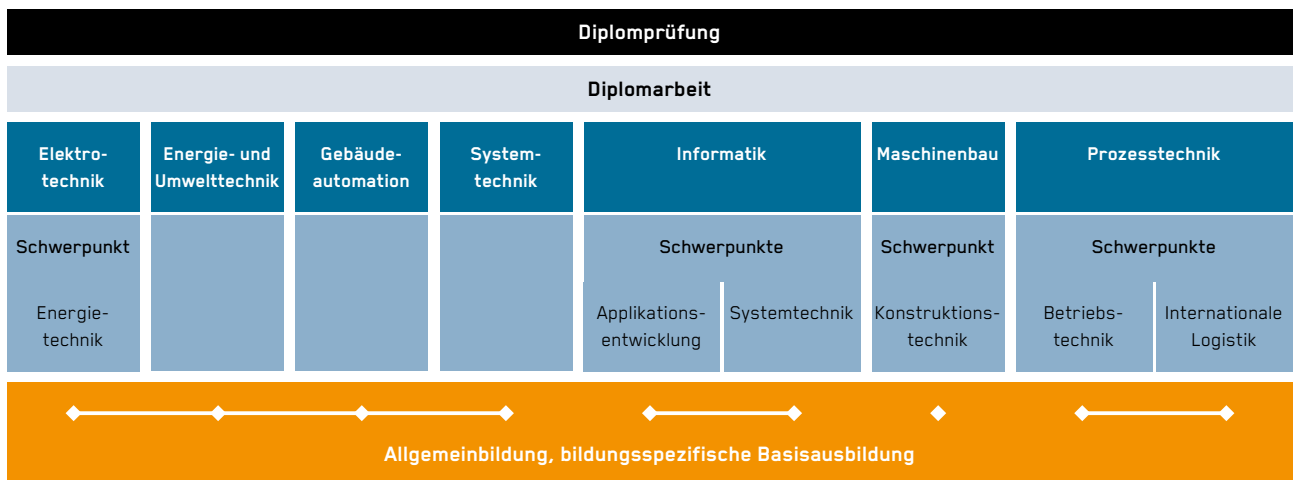 Diplomprüfung
Diplomarbeit
Elektro-
technik
Energie- und
Umwelttechnik
Gebäude-
automation
System-
technik
Informatik
Maschinenbau
Prozesstechnik
Schwerpunkt
Schwerpunkte
Schwerpunkt
Schwerpunkte
Energie-
technik
Applikations-
entwicklung
Systemtechnik
Konstruktions-
technik
Betriebs-
technik
Internationale
Logistik
Allgemeinbildung, bildungsspezifische Basisausbildung